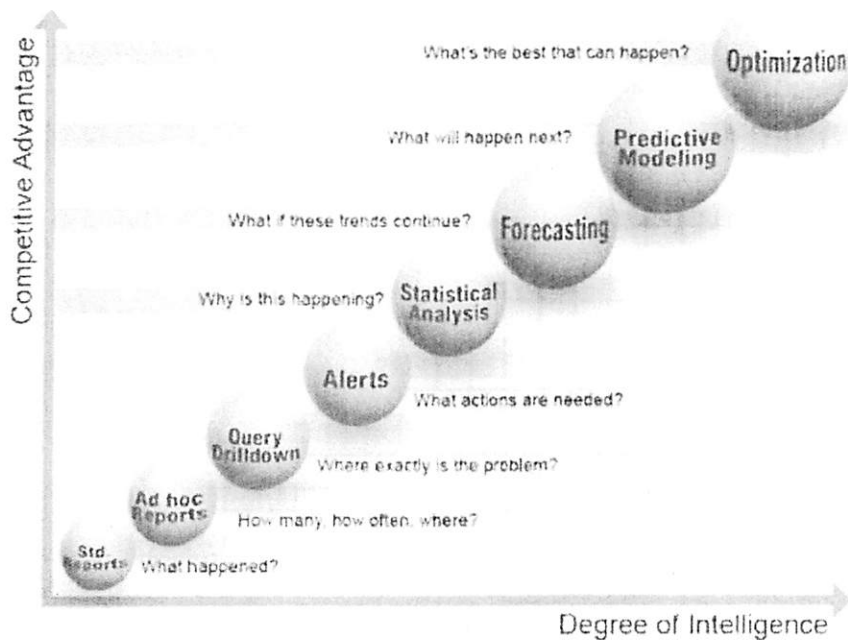 Competitive Advantage
What's the best that can happen?
Optimization
What will happen next?
Predictive
Modeling
What if these trends continue?
Forecasting
Why is this happening?
Statistical
Analysis
Alerts
What actions are needed?
Query
Drilldown
Where exactly is the problem?
Ad hoc
Reports
How many, how often, where?
Std.
Reports
What happened?
Degree of Intelligence